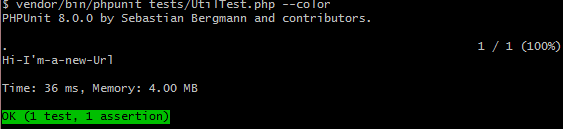 $ vendor/bin/phpunit tests/UtilTest.php --color
PHPUnit 8.0.0 by Sebastian Bergmann and contributors.
. 1 / 1 (100%)
Hi-I'm-a-new-Url
Time: 36 ms, Memory: 4.00 MB
OK (1 test, 1 assertion)